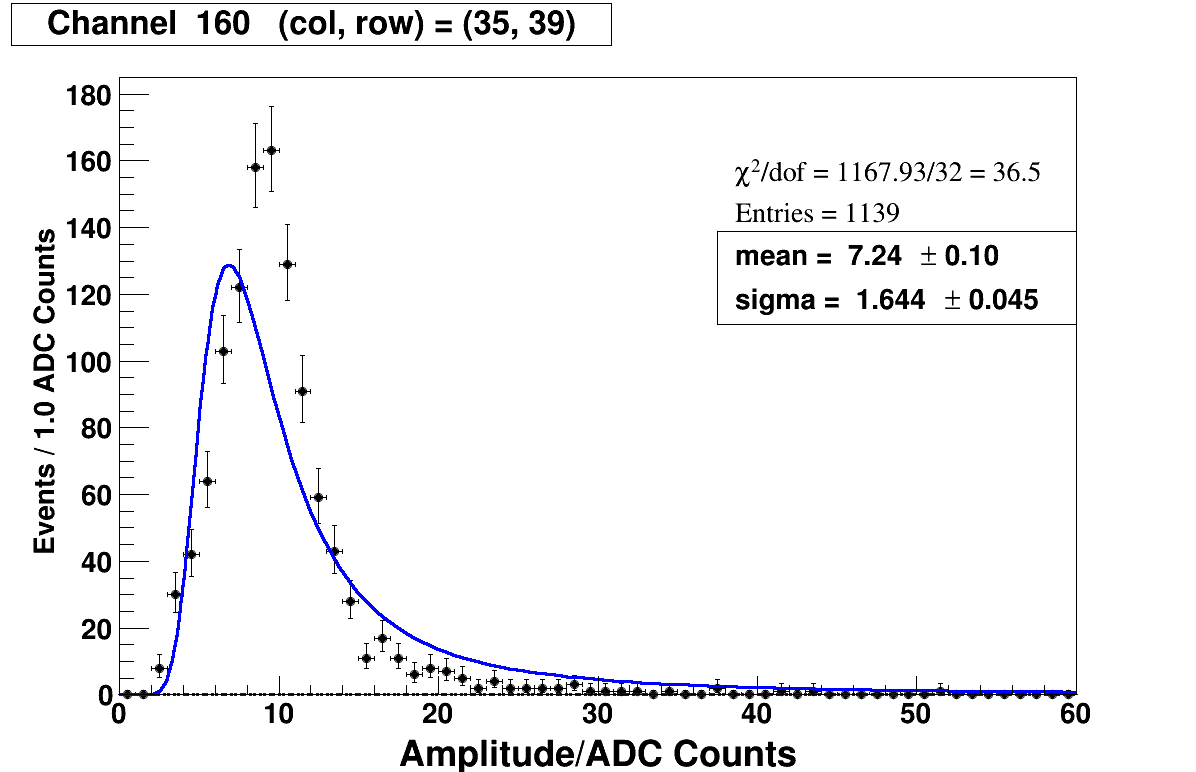 Channel 160 (col, row) = (35, 39)
180
160
140
120
100
80
60
40
20
0
Events / 1.0 ADC Counts
χ²/dof = 1167.93/32 = 36.5
Entries = 1139
mean = 7.24 ± 0.10
sigma = 1.644 ± 0.045
0 10 20 30 40 50 60
Amplitude/ADC Counts